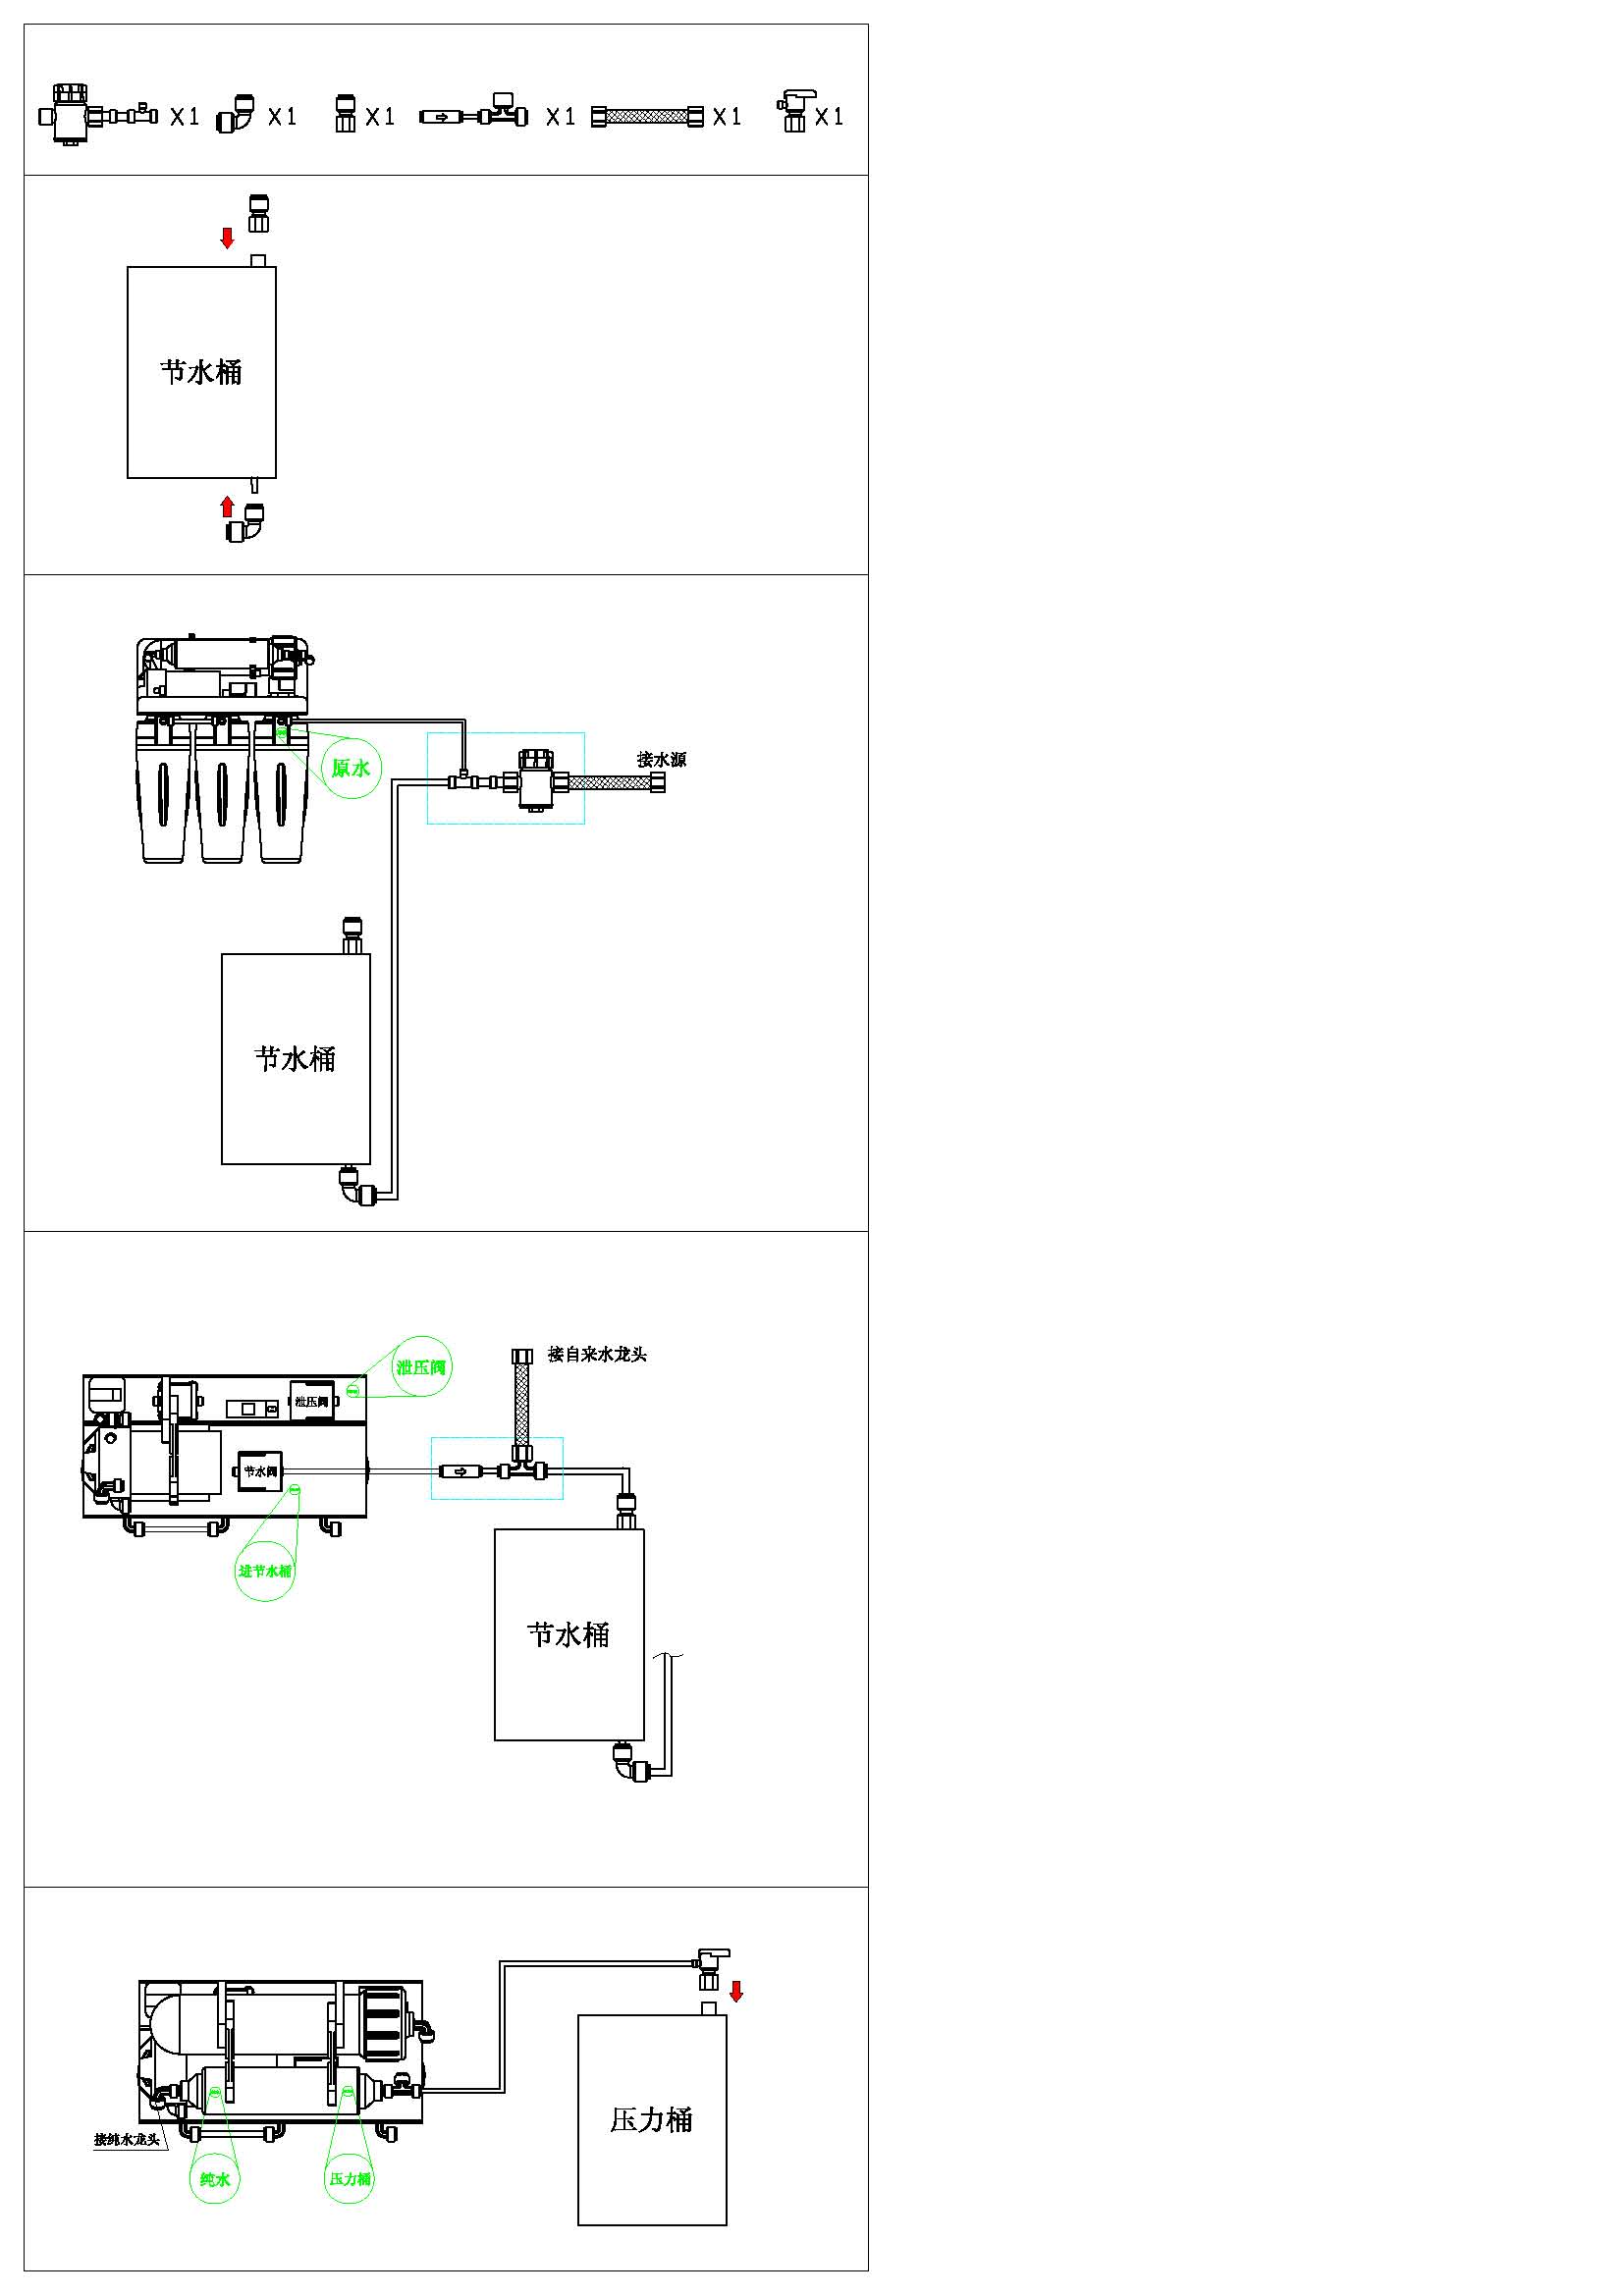 X1
X1
X1
X1
X1
X1
节水桶
原水
接水源
节水桶
泄压阀
接自来水龙头
泄压阀
节水阀
进节水桶
节水桶
压力桶
接纯水龙头
纯水
压力桶